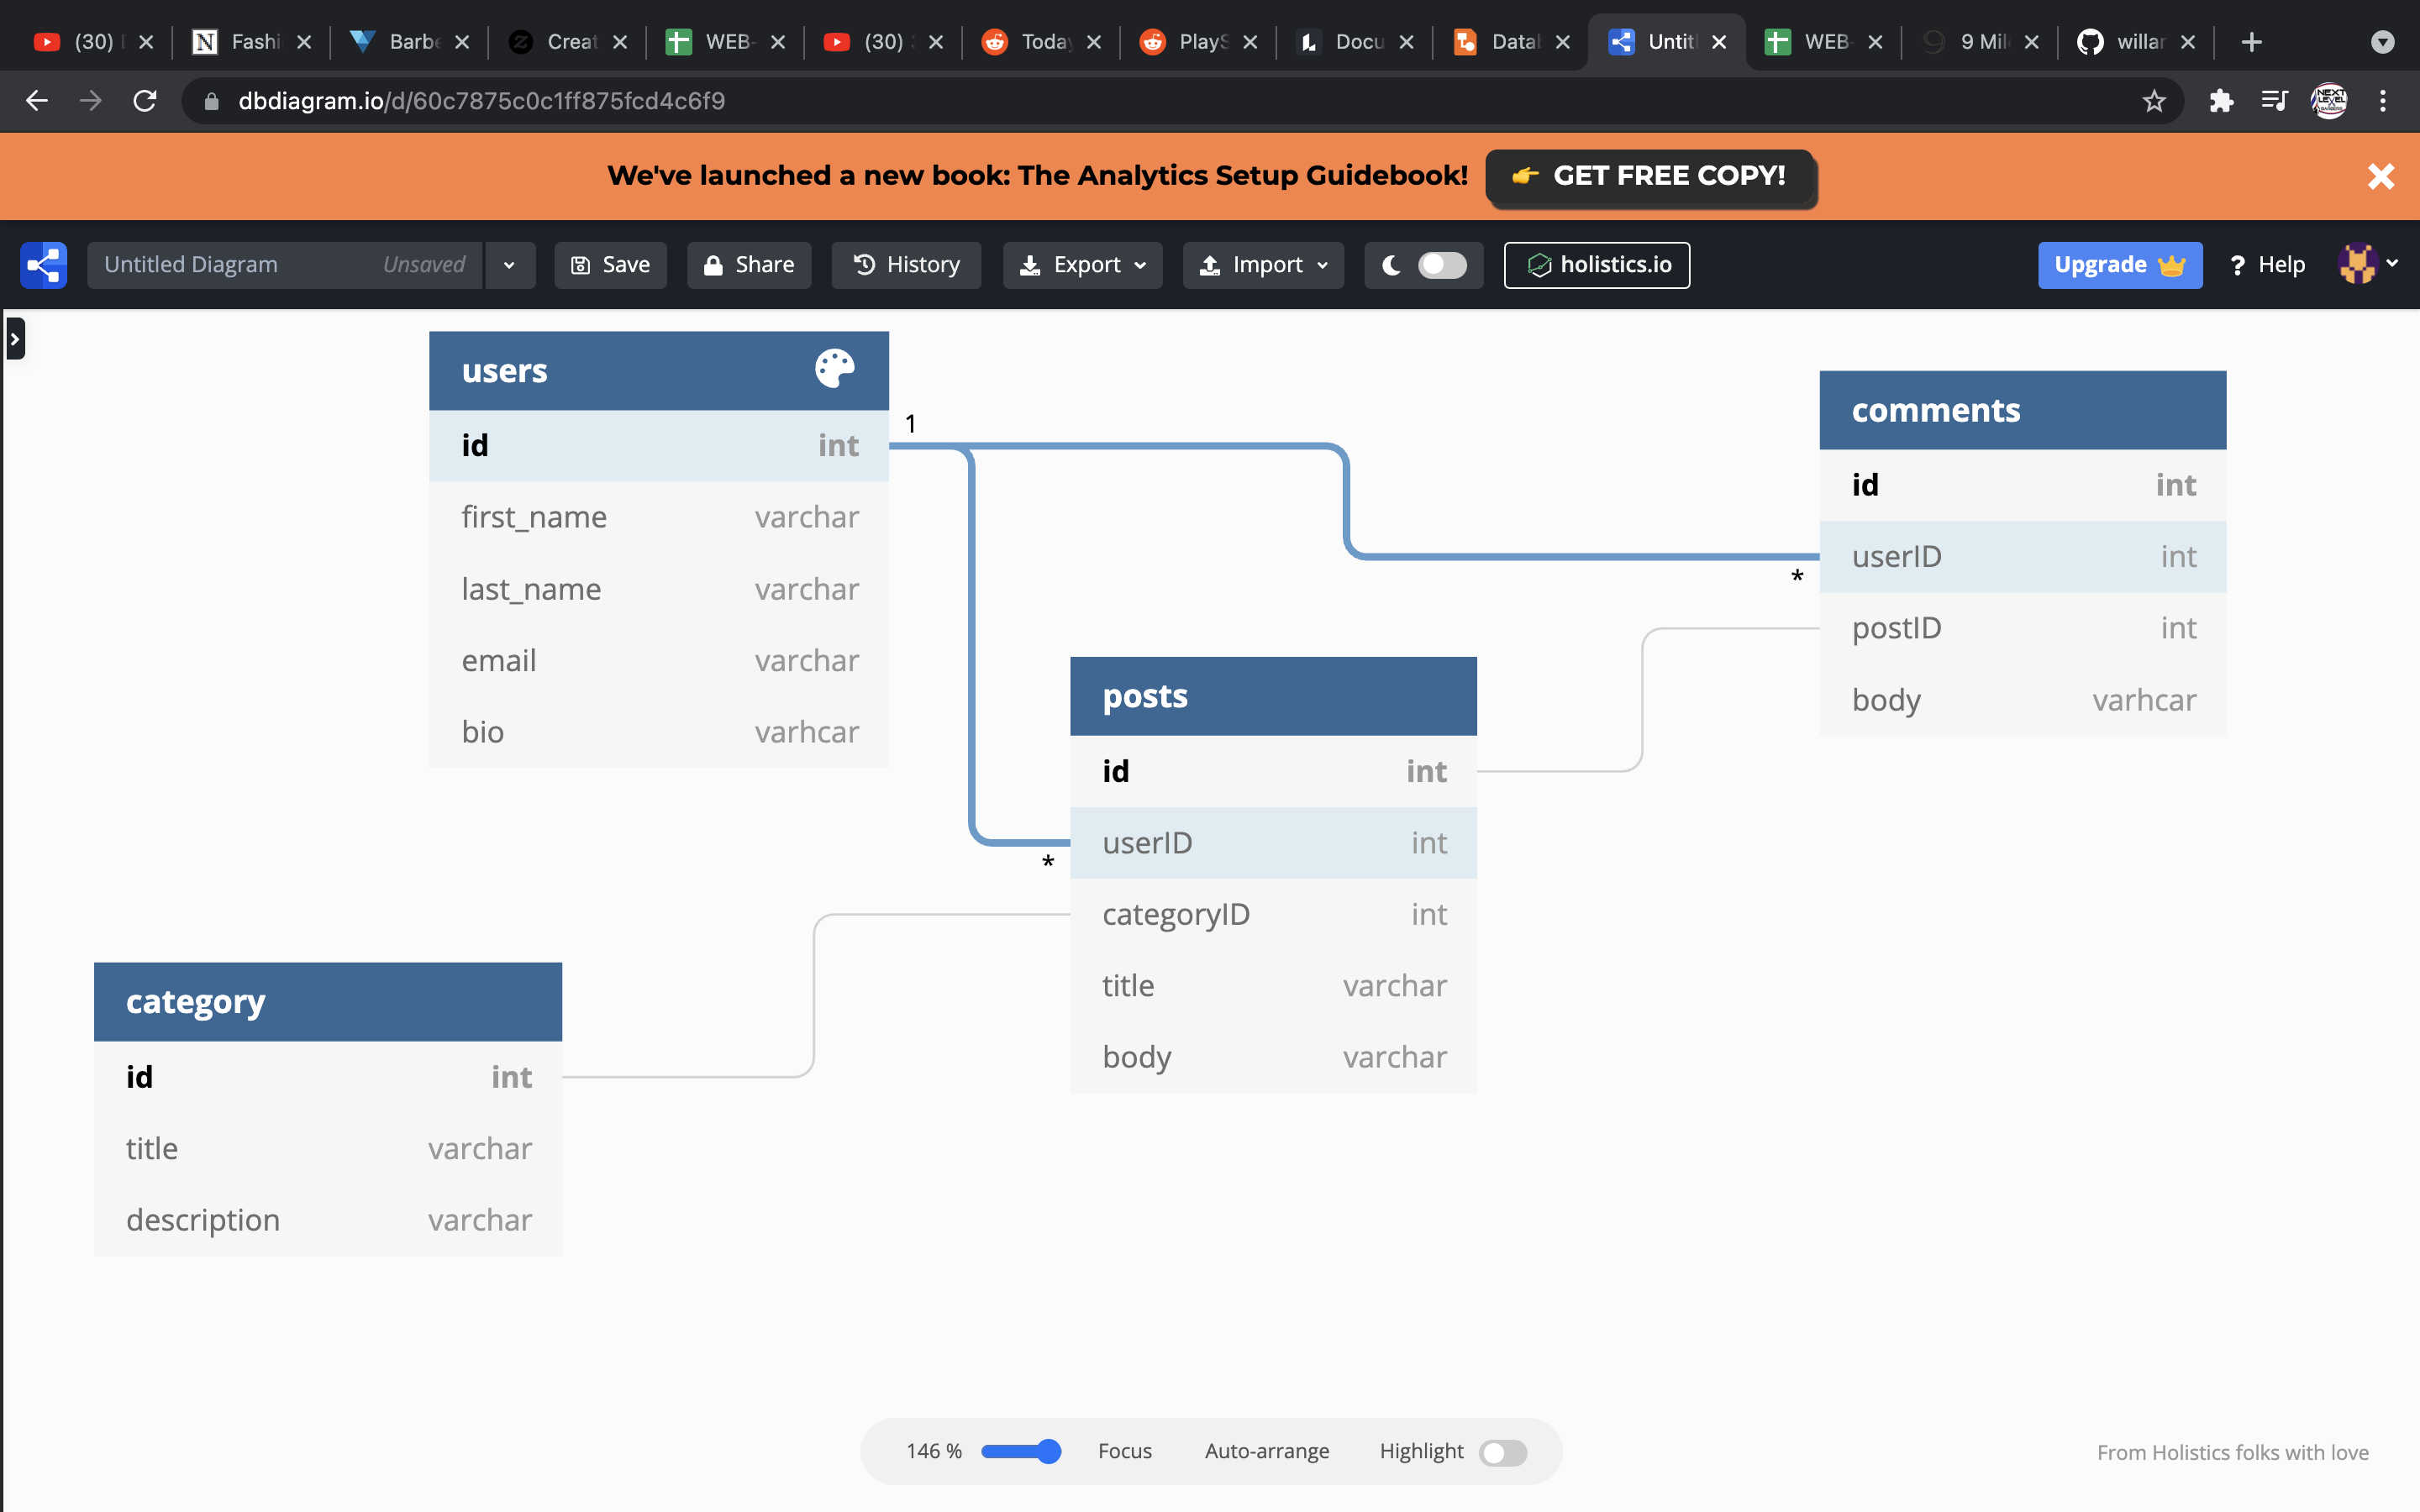 (30) Fashi Barbe Creat WEB- (30) Today PlayS Docu Datal Untitl WEB- 9 Mil willar
dbdiagram.io/d/60c7875c0c1ff875fcd4c6f9
NEXT LEVEL
We've launched a new book: The Analytics Setup Guidebook! GET FREE COPY!
Untitled Diagram Unsaved Save Share History Export Import holistics.io Upgrade ? Help
users
id int
first_name varchar
last_name varchar
email varchar
bio varhcar
1
*
*
comments
id int
userID int
postID int
body varhcar
posts
id int
userID int
categoryID int
title varchar
body varchar
category
id int
title varchar
description varchar
146 % Focus Auto-arrange Highlight
From Holistics folks with love